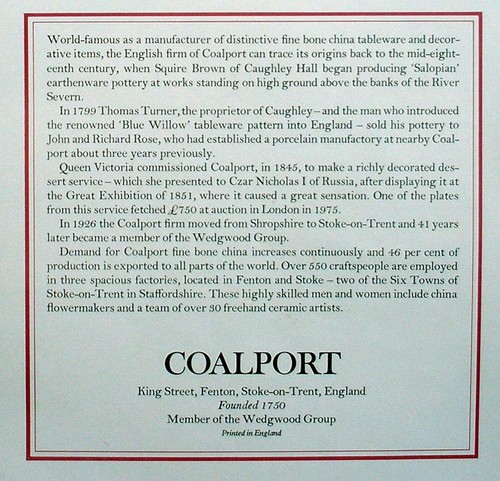 World-famous as a manufacturer of distinctive fine bone china tableware and decor-
ative items, the English firm of Coalport can trace its origins back to the mid-eight-
eenth century, when Squire Brown of Caughley Hall began producing 'Salopian'
earthenware pottery at works standing on high ground above the banks of the River
Severn.
In 1799 Thomas Turner, the proprietor of Caughley – and the man who introduced
the renowned 'Blue Willow' tableware pattern into England – sold his pottery to
John and Richard Rose, who had established a porcelain manufactory at nearby Coal-
port about three years previously.
Queen Victoria commissioned Coalport, in 1845, to make a richly decorated des-
sert service – which she presented to Czar Nicholas I of Russia, after displaying it at
the Great Exhibition of 1851, where it caused a great sensation. One of the plates
from this service fetched £750 at auction in London in 1975.
In 1926 the Coalport firm moved from Shropshire to Stoke-on-Trent and 41 years
later became a member of the Wedgwood Group.
Demand for Coalport fine bone china increases continuously and 46 per cent of
production is exported to all parts of the world. Over 550 craftspeople are employed
in three spacious factories, located in Fenton and Stoke – two of the Six Towns of
Stoke-on-Trent in Staffordshire. These highly skilled men and women include china
flowermakers and a team of over 30 freehand ceramic artists.
COALPORT
King Street, Fenton, Stoke-on-Trent, England
Founded 1750
Member of the Wedgwood Group
Printed in England